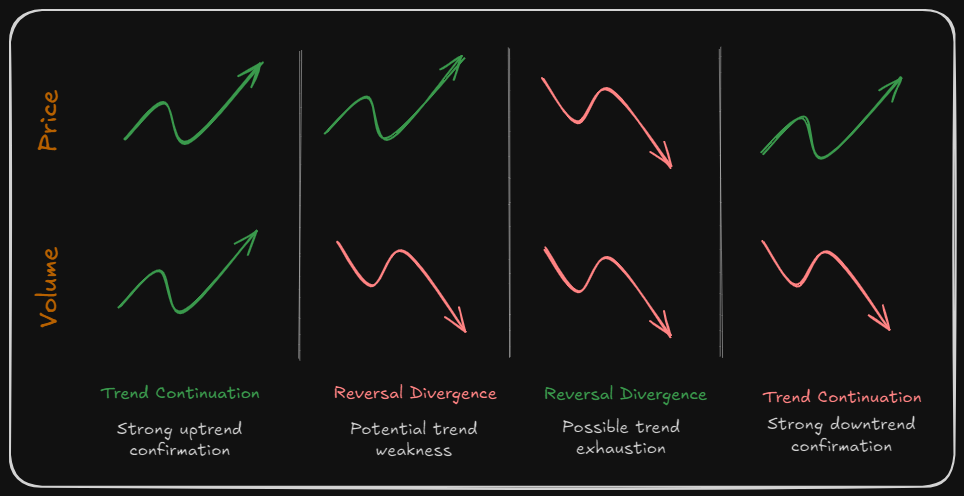 Price
Volume
Trend Continuation
Strong uptrend
confirmation
Reversal Divergence
Potential trend
weakness
Reversal Divergence
Possible trend
exhaustion
Trend Continuation
Strong downtrend
confirmation